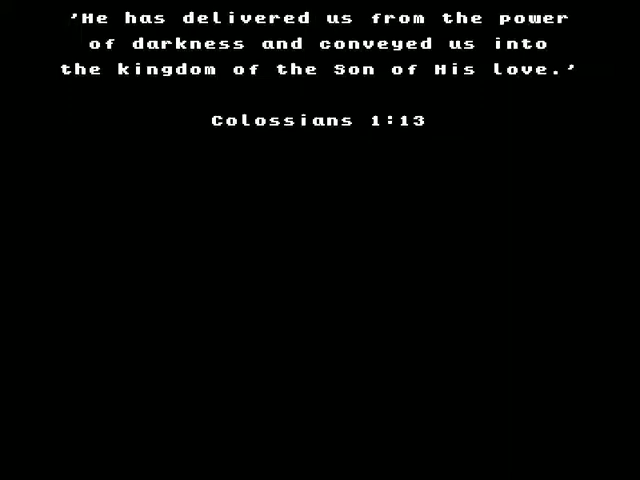 'He has delivered us from the power
of darkness and conveyed us into
the kingdom of the Son of His love.'
Colossians 1:13